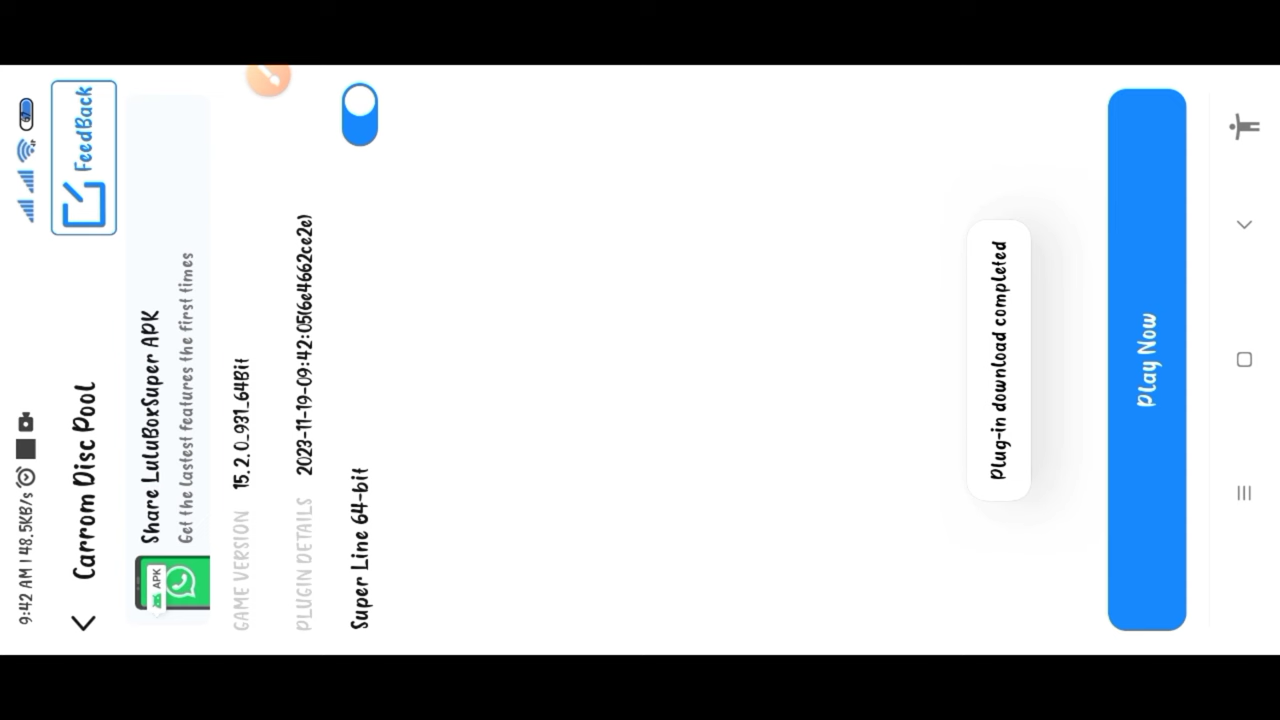 9:42 AM | 48.5KB/s
Carrom Disc Pool
FeedBack
APK
Share LuluBoxSuper APK
Get the lastest features the first times
GAME VERSION 15.2.0_931_64Bit
PLUGIN DETAILS 2023-11-19-09:42:05(6e4662ce2e)
Super Line 64-bit
Plug-in download completed
Play Now